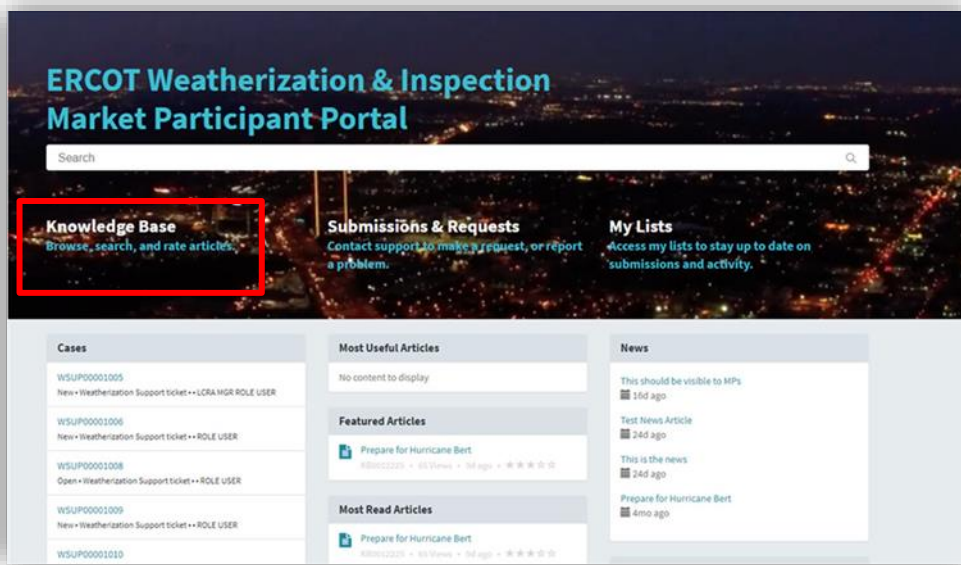 ERCOT Weatherization & Inspection
Market Participant Portal
Search
Knowledge Base
Browse, search, and rate articles.
Submissions & Requests
Contact support to make a request, or report
a problem.
My Lists
Access my lists to stay up to date on
submissions and activity.
Cases
WSUP00001005
New • Weatherization Support ticket • • LCRA MGR ROLE USER
WSUP00001006
New • Weatherization Support ticket • • ROLE USER
WSUP00001008
Open • Weatherization Support ticket • • ROLE USER
WSUP00001009
New • Weatherization Support ticket • • ROLE USER
WSUP00001010
Most Useful Articles
No content to display
Featured Articles
Prepare for Hurricane Bert
Views • 5d ago •
Most Read Articles
Prepare for Hurricane Bert
Views • 5d ago •
News
This should be visible to MPs
16d ago
Test News Article
24d ago
This is the news
24d ago
Prepare for Hurricane Bert
4mo ago